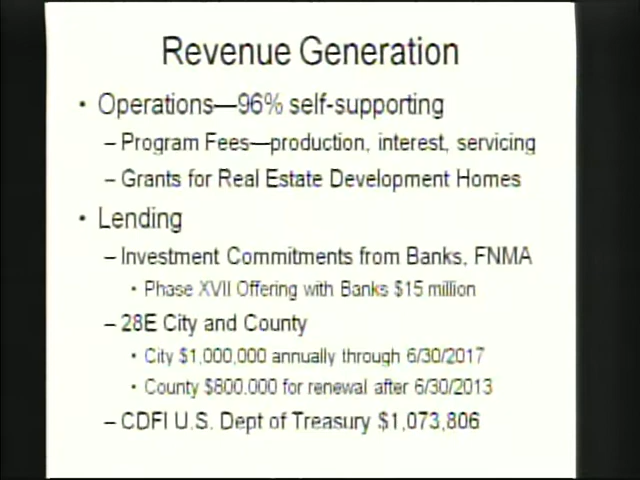 Revenue Generation
• Operations—96% self-supporting
– Program Fees—production, interest, servicing
– Grants for Real Estate Development Homes
• Lending
– Investment Commitments from Banks, FNMA
• Phase XVII Offering with Banks $15 million
– 28E City and County
• City $1,000,000 annually through 6/30/2017
• County $800,000 for renewal after 6/30/2013
– CDFI U.S. Dept of Treasury $1,073,806